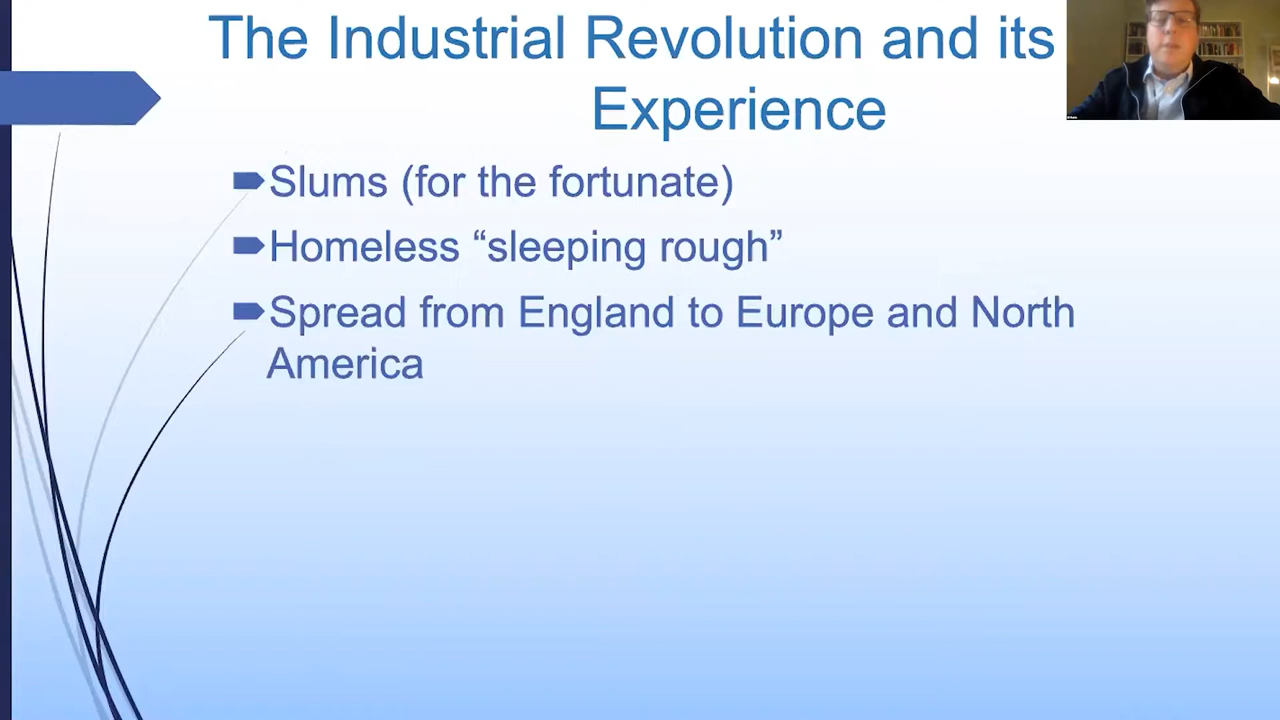 The Industrial Revolution and its
Experience
Slums (for the fortunate)
Homeless “sleeping rough”
Spread from England to Europe and North
America